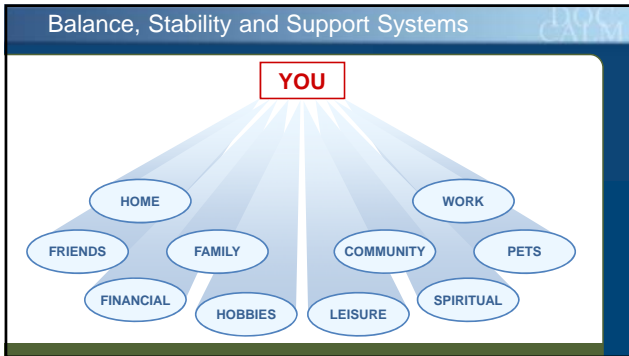 Balance, Stability and Support Systems
DOC
CALM
YOU
HOME
WORK
FRIENDS
FAMILY
COMMUNITY
PETS
FINANCIAL
HOBBIES
LEISURE
SPIRITUAL